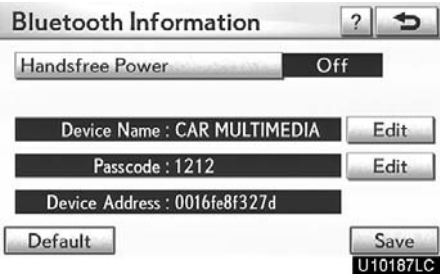 Bluetooth Information ?
Handsfree Power Off
Device Name : CAR MULTIMEDIA Edit
Passcode : 1212 Edit
Device Address : 0016fe8f327d
Default Save
U10187LC